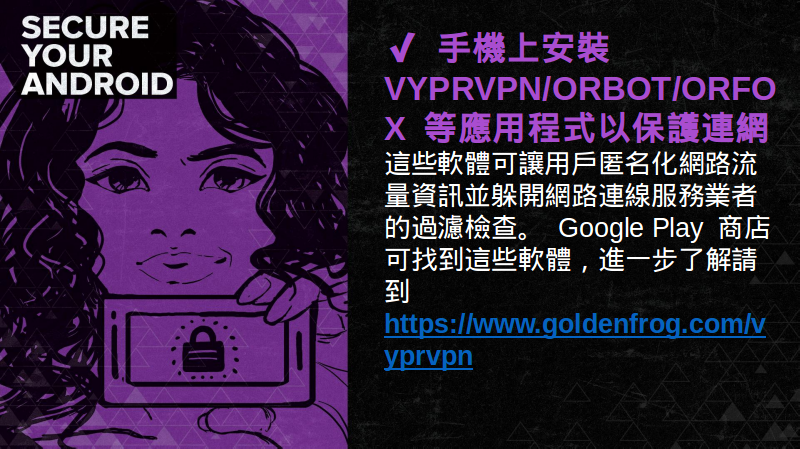 SECURE
YOUR
ANDROID
✓ 手機上安裝
VYPRVPN/ORBOT/ORFO
X 等應用程式以保護連網
這些軟體可讓用戶匿名化網路流
量資訊並躲開網路連線服務業者
的過濾檢查。 Google Play 商店
可找到這些軟體，進一步了解請
到
https://www.goldenfrog.com/v
yprvpn